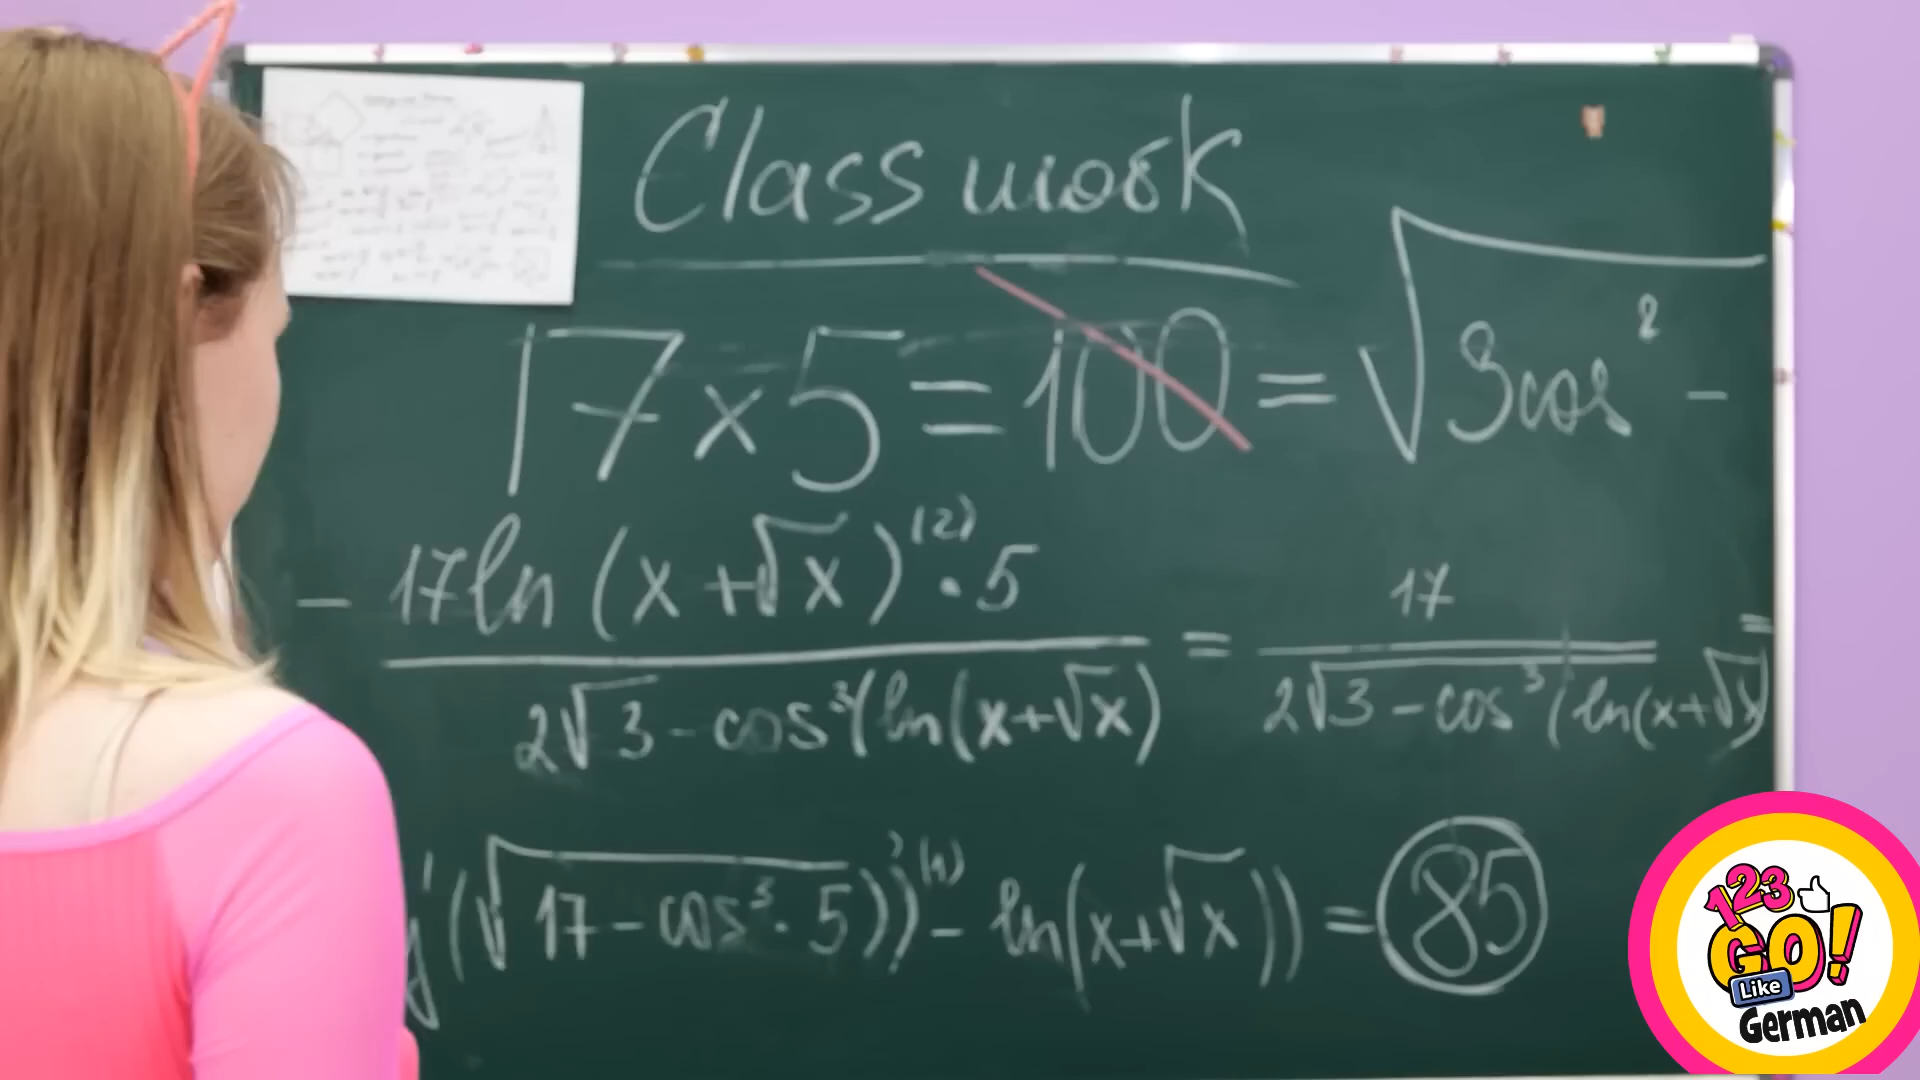 Class work
17 x 5 = 100 = √3cos² -
- 17ln(x+√x)⁽²⁾ · 5 / 2√3 - cos³(ln(x+√x) = 17 / 2√3 - cos³(ln(x+√x) =
y'(√17 - cos³ · 5))'⁽¹⁾ - ln(x+√x)) = 85
123
GO!
Like
German